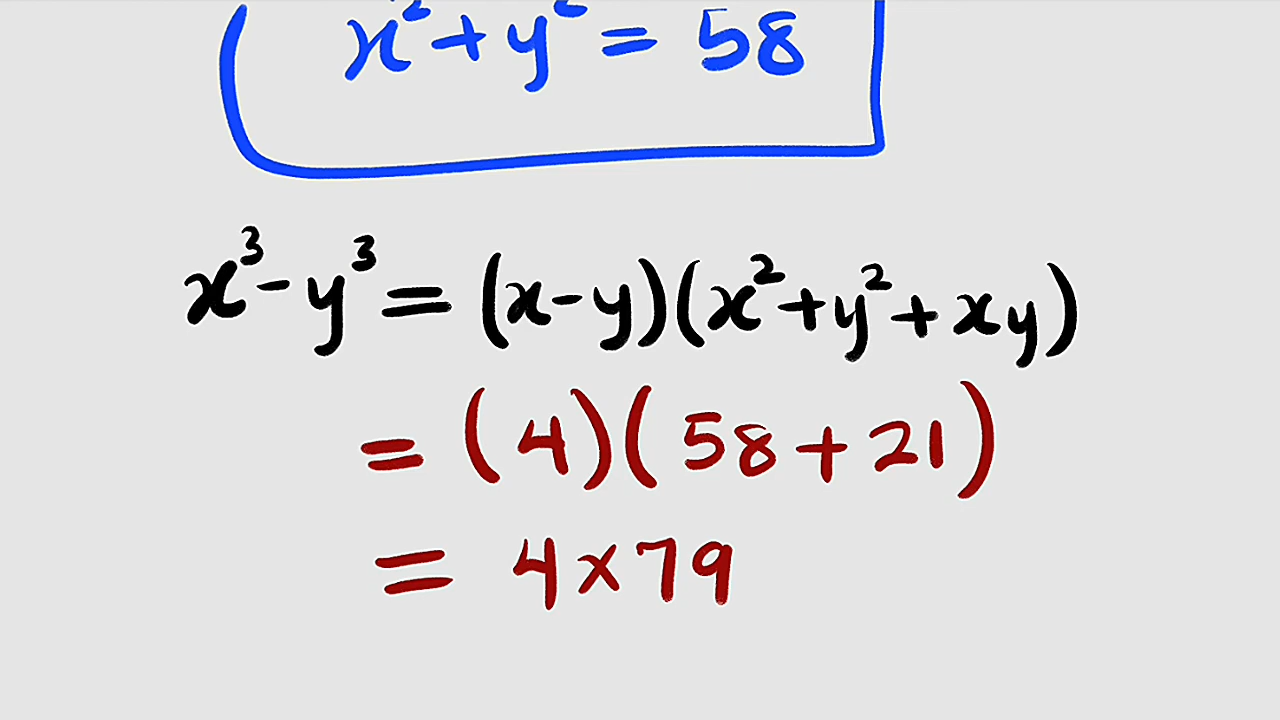 x² + y² = 58
x³ - y³ = (x - y)(x² + y² + xy)
= (4)(58 + 21)
= 4 × 79